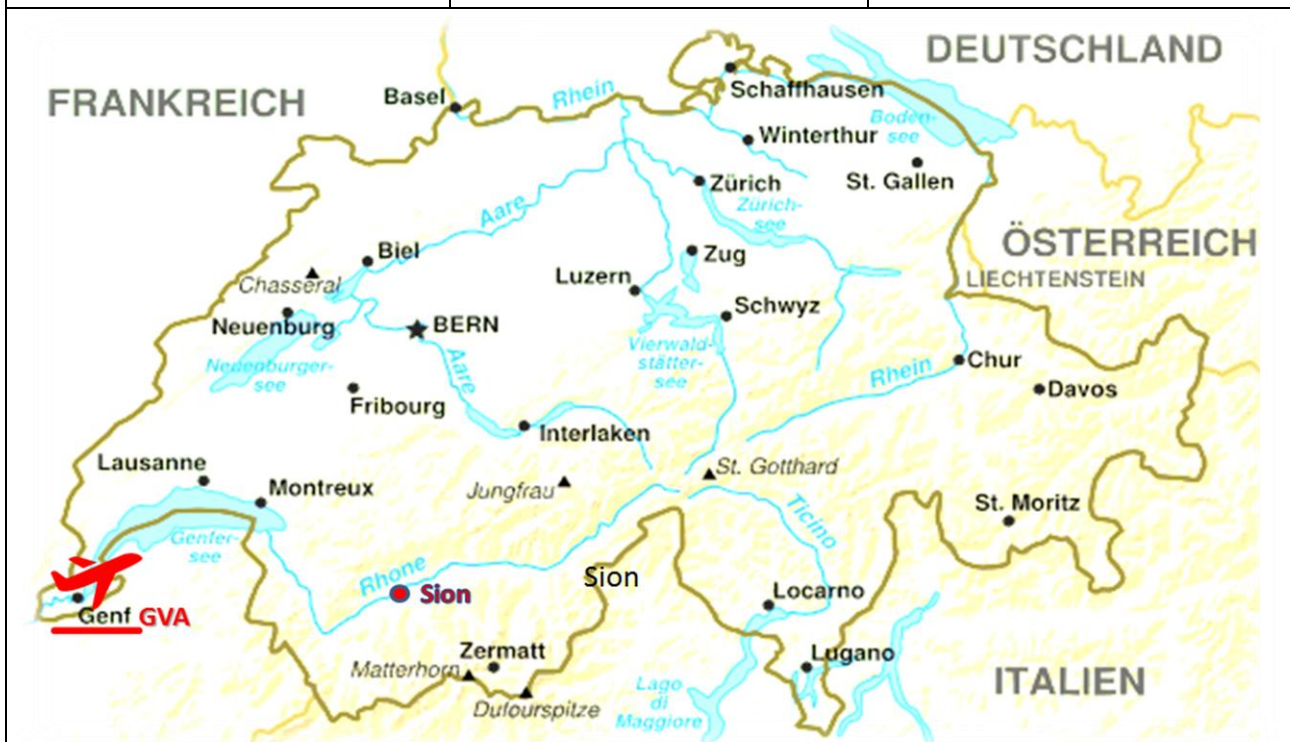 DEUTSCHLAND
FRANKREICH
Basel
Rhein
Schaffhausen
Boden-
see
Winterthur
Zürich
St. Gallen
Zürich-
see
Aare
ÖSTERREICH
LIECHTENSTEIN
Biel
Zug
Chasseral
Luzern
Schwyz
Neuenburg
BERN
Neuenburger-
see
Vierwald-
stätter-
see
Aare
Rhein
Chur
Davos
Fribourg
Interlaken
Lausanne
Montreux
Jungfrau
St. Gotthard
St. Moritz
Ticino
Genfer-
see
Rhone
Sion
Sion
Locarno
Genf GVA
Zermatt
Lugano
Matterhorn
Dufourspitze
Lago
di
Maggiore
ITALIEN